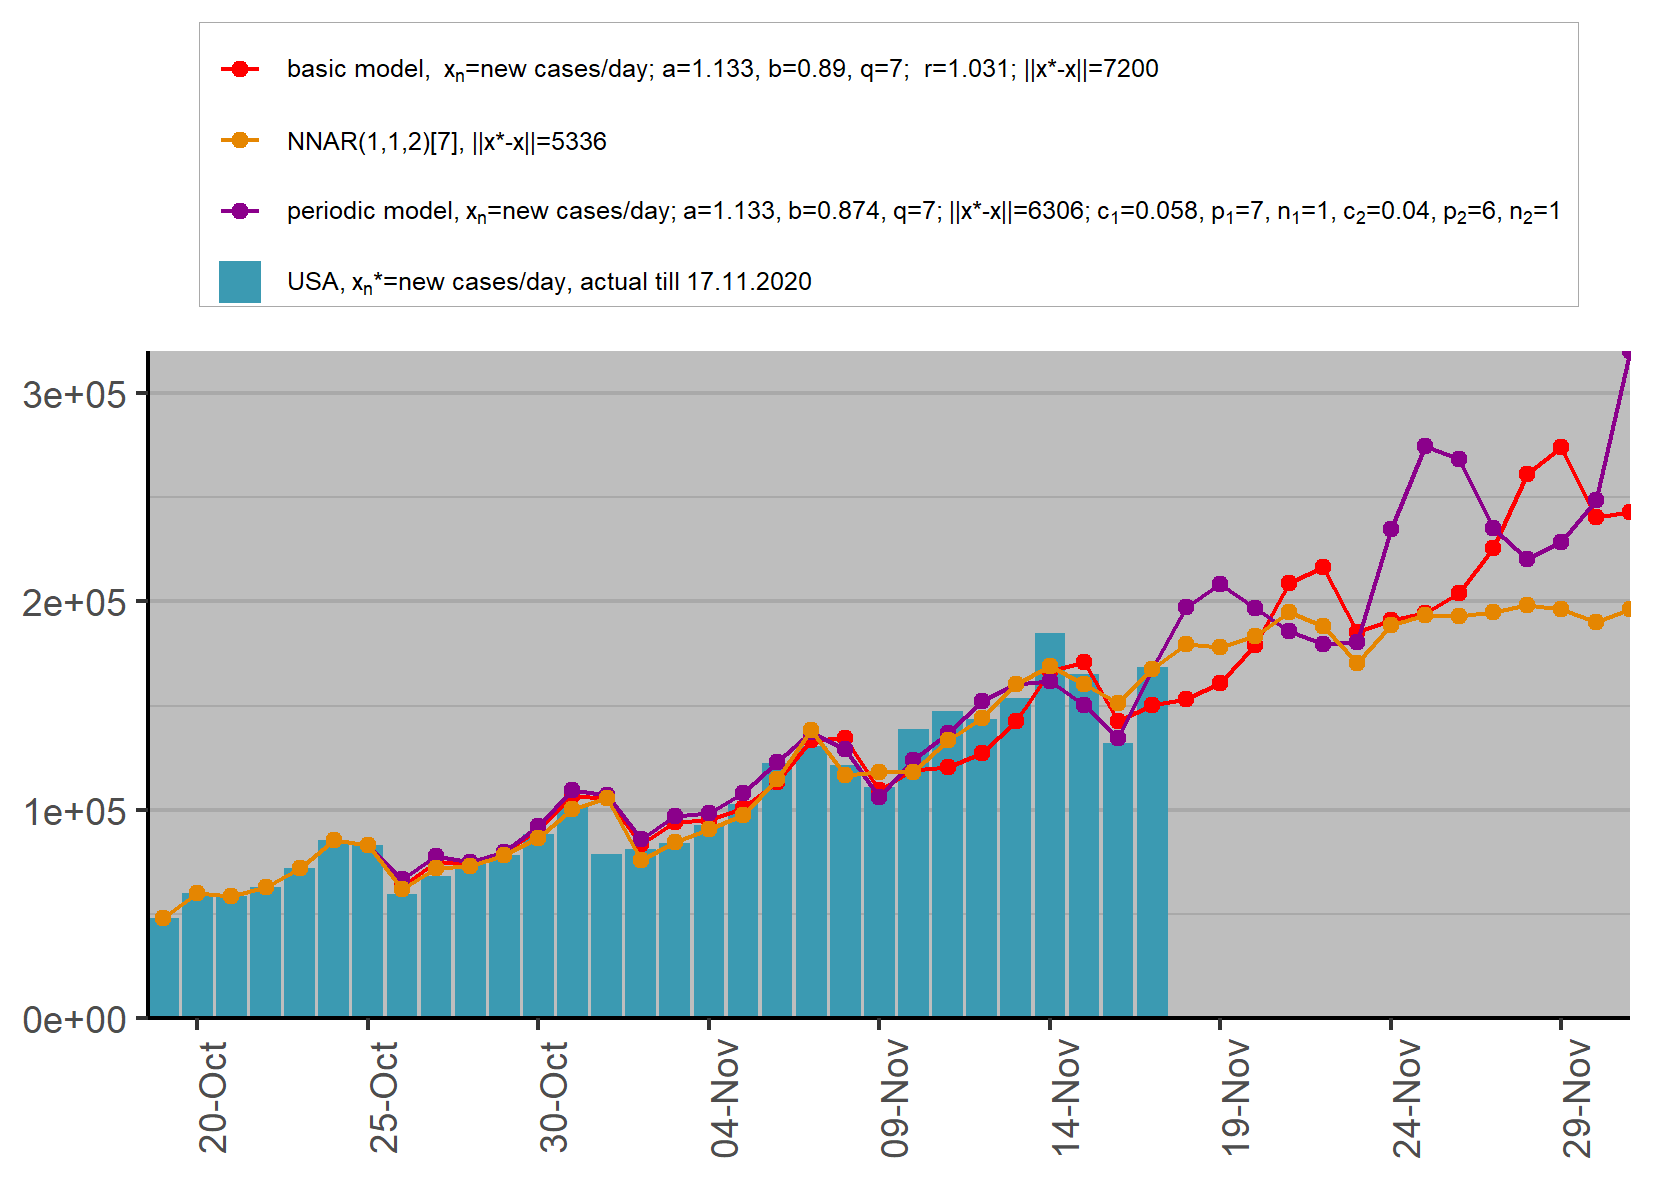 basic model,  xₙ=new cases/day; a=1.133, b=0.89, q=7;  r=1.031; ||x*-x||=7200
NNAR(1,1,2)[7], ||x*-x||=5336
periodic model, xₙ=new cases/day; a=1.133, b=0.874, q=7; ||x*-x||=6306; c₁=0.058, p₁=7, n₁=1, c₂=0.04, p₂=6, n₂=1
USA, xₙ*=new cases/day, actual till 17.11.2020
3e+05
2e+05
1e+05
0e+00
20-Oct
25-Oct
30-Oct
04-Nov
09-Nov
14-Nov
19-Nov
24-Nov
29-Nov